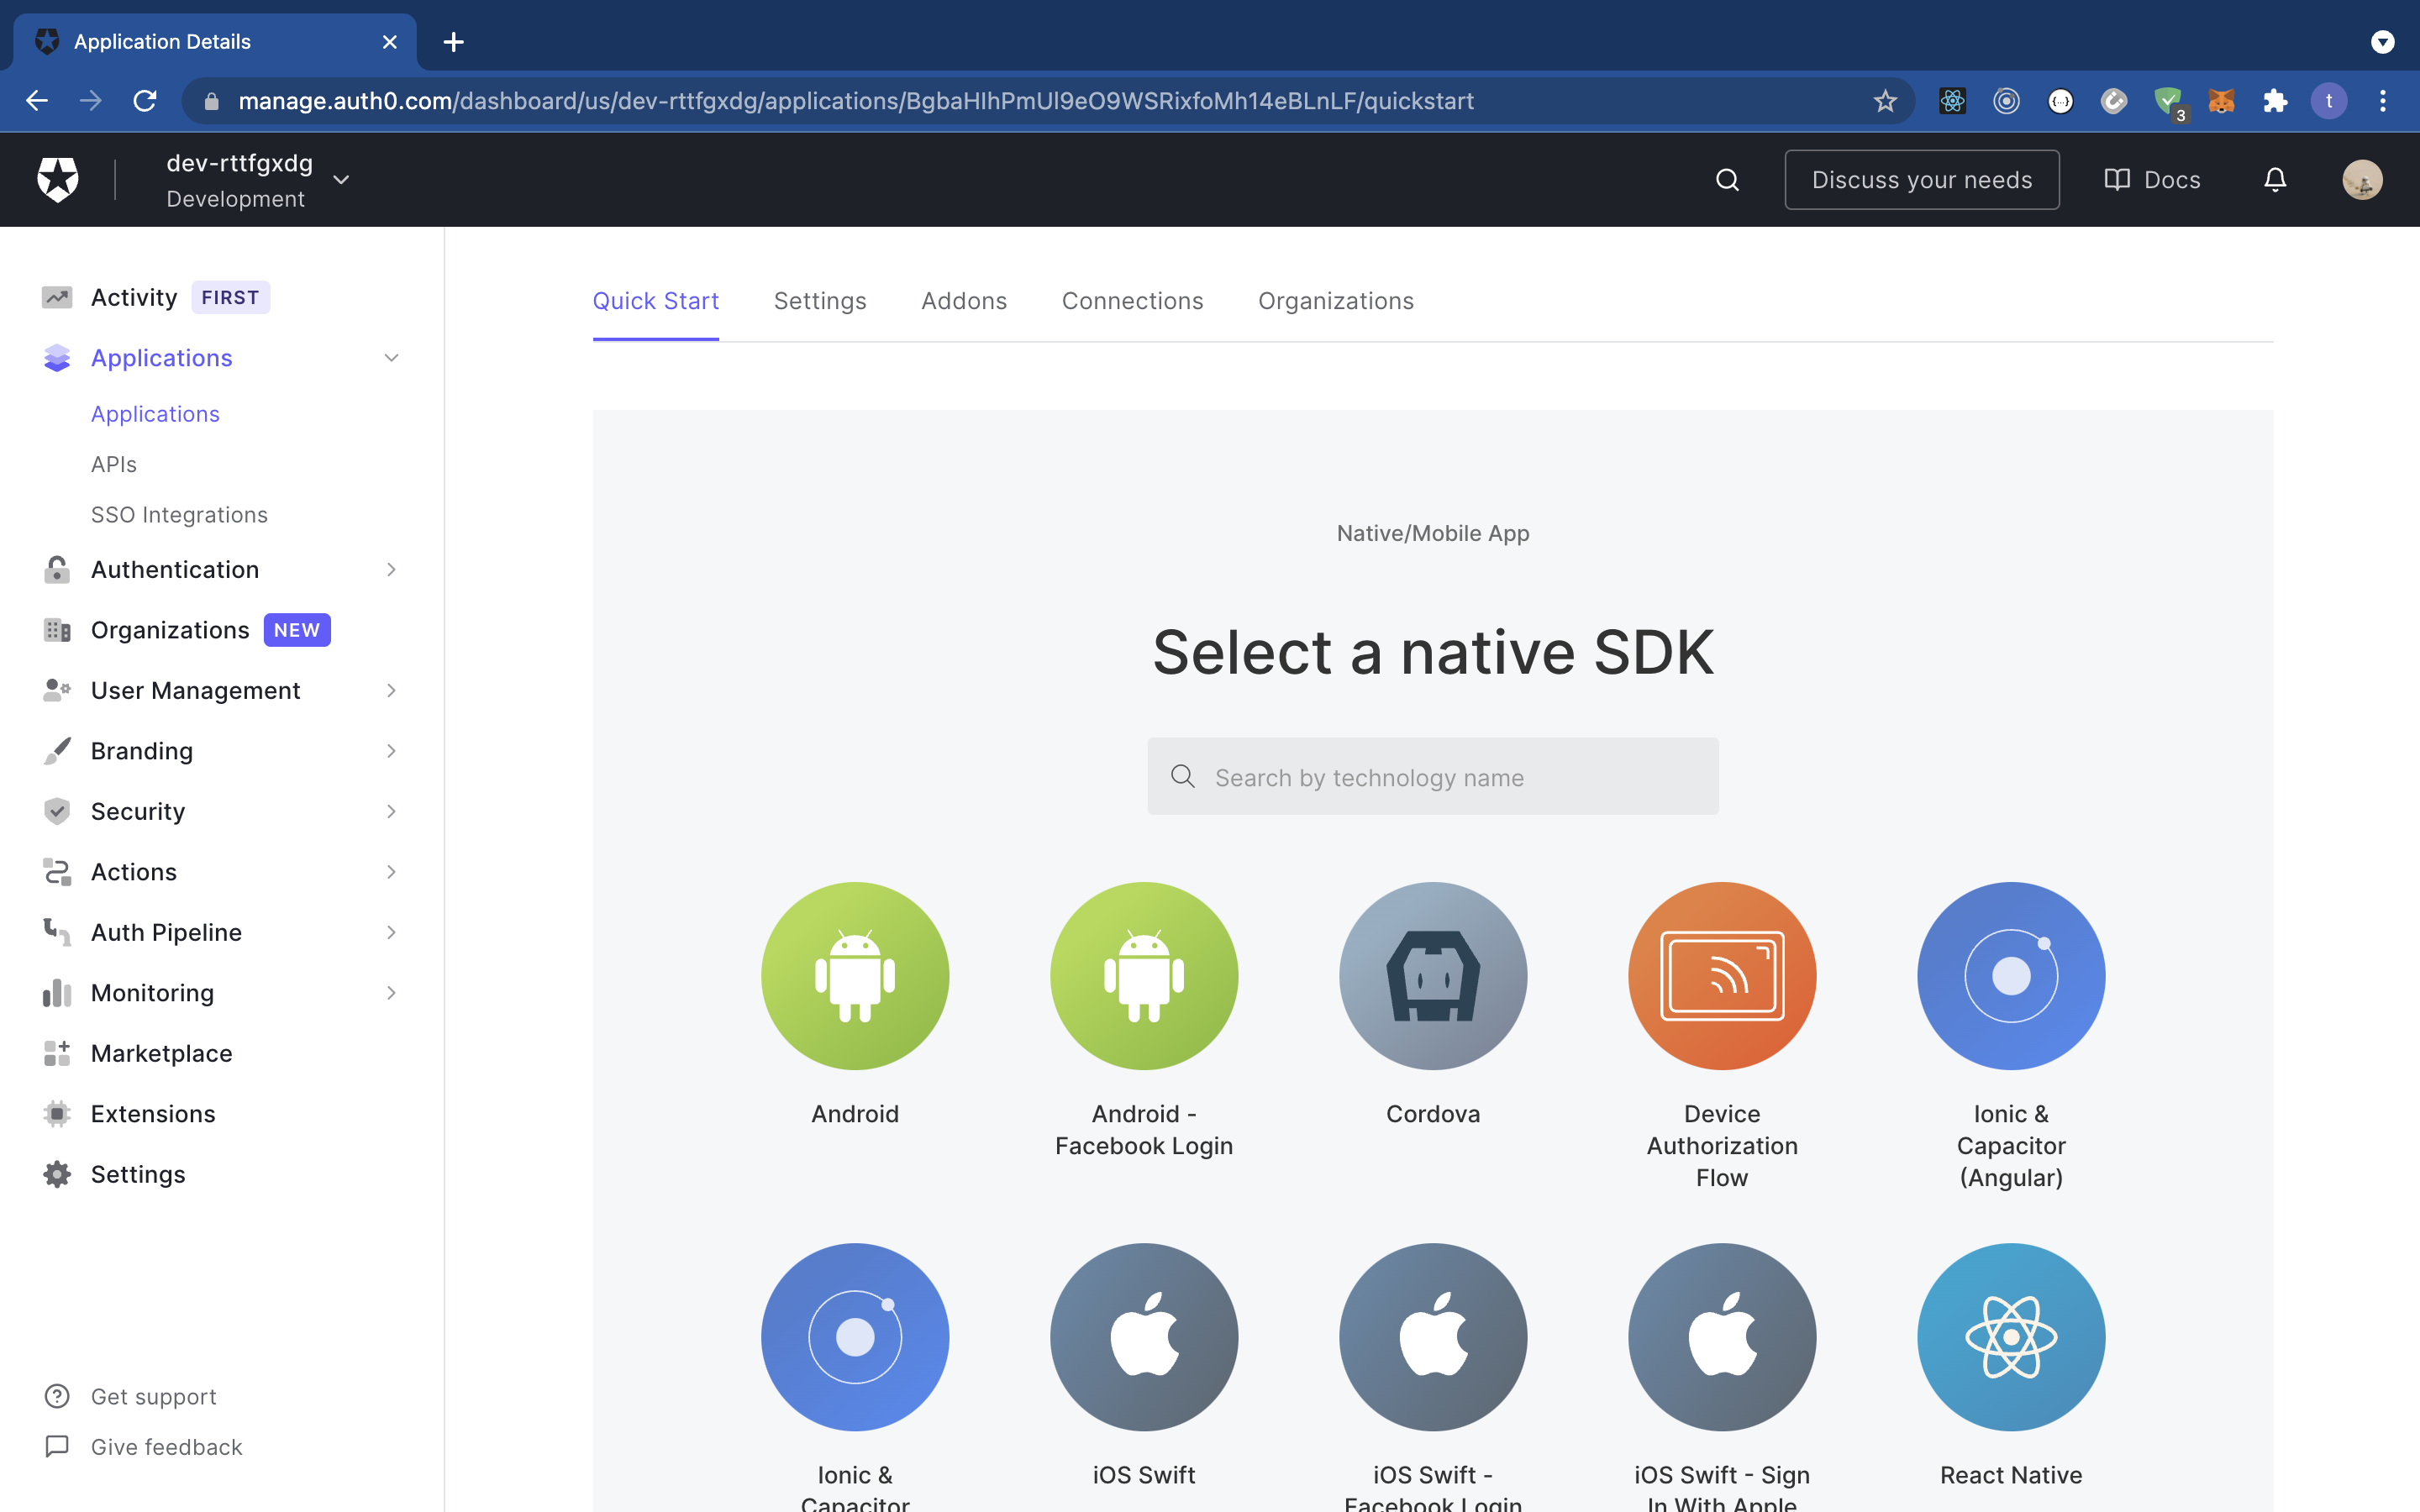 Application Details
manage.auth0.com/dashboard/us/dev-rttfgxdg/applications/BgbaHIhPmUl9eO9WSRixfoMh14eBLnLF/quickstart
3
t
dev-rttfgxdg
Development
Discuss your needs
Docs
Activity FIRST
Applications
Applications
APIs
SSO Integrations
Authentication
Organizations NEW
User Management
Branding
Security
Actions
Auth Pipeline
Monitoring
Marketplace
Extensions
Settings
Get support
Give feedback
Quick Start Settings Addons Connections Organizations
Native/Mobile App
Select a native SDK
Search by technology name
Android
Android -
Facebook Login
Cordova
Device
Authorization
Flow
Ionic &
Capacitor
(Angular)
Ionic &
Capacitor
iOS Swift
iOS Swift -
Facebook Login
iOS Swift - Sign
In With Apple
React Native